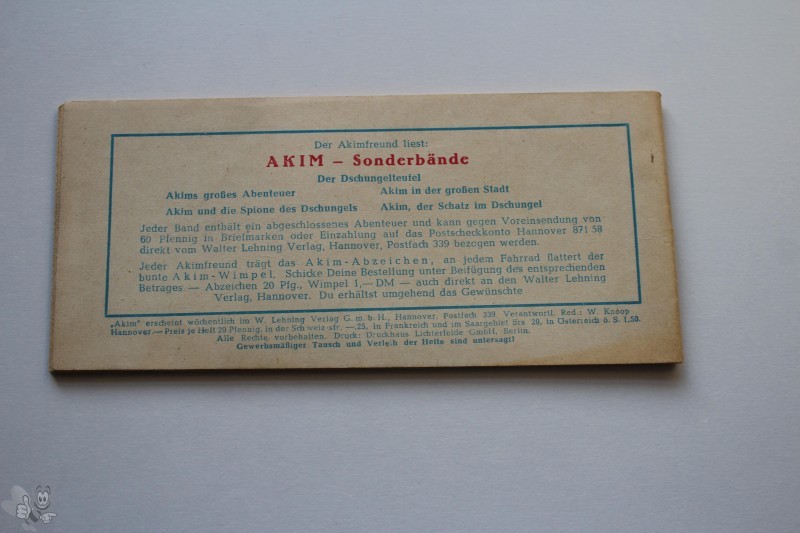 Der Akimfreund liest:
AKIM – Sonderbände
Der Dschungelteufel
Akims großes Abenteuer Akim in der großen Stadt
Akim und die Spione des Dschungels Akim, der Schatz im Dschungel
Jeder Band enthält ein abgeschlossenes Abenteuer und kann gegen Voreinsendung von
60 Pfennig in Briefmarken oder Einzahlung auf das Postscheckkonto Hannover 871 58
direkt vom Walter Lehning Verlag, Hannover, Postfach 339 bezogen werden.
Jeder Akimfreund trägt das Akim-Abzeichen, an jedem Fahrrad flattert der
bunte Akim-Wimpel. Schicke Deine Bestellung unter Beifügung des entsprechenden
Betrages — Abzeichen 20 Pfg., Wimpel 1,— DM — auch direkt an den Walter Lehning
Verlag, Hannover. Du erhältst umgehend das Gewünschte
„Akim" erscheint wöchentlich im W. Lehning Verlag G. m. b. H., Hannover, Postfach 339. Verantwortl. Red.: W. Knoop
Hannover. — Preis je Heft 20 Pfennig, in der Schweiz sfr. —.25, in Frankreich und im Saargebiet frs. 20, in Österreich ö. S. 1.50.
Alle Rechte vorbehalten. Druck: Druckhaus Lichterfelde GmbH, Berlin.
Gewerbsmäßiger Tausch und Verleih der Hefte sind untersagt!